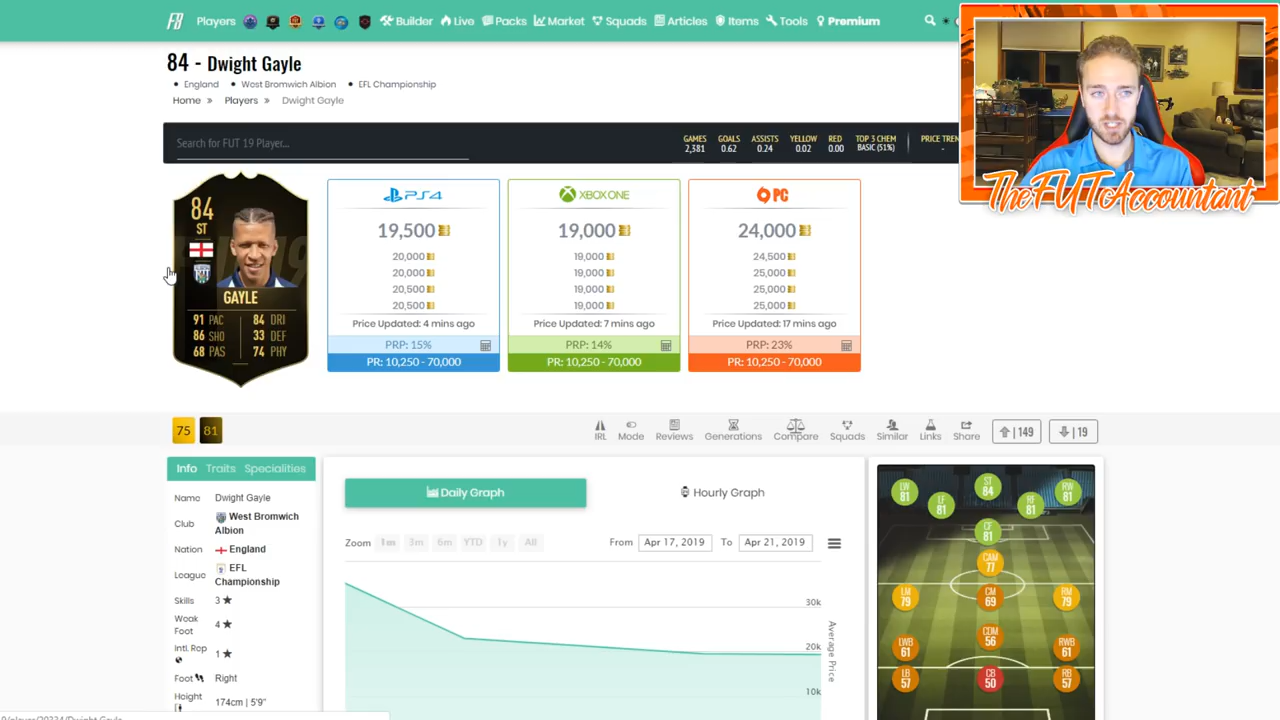 FB Players Builder Live Packs Market Squads Articles Items Tools Premium
84 - Dwight Gayle
England West Bromwich Albion EFL Championship
Home » Players » Dwight Gayle
Search for FUT 19 Player...
GAMES GOALS ASSISTS YELLOW RED TOP 3 CHEM PRICE TREN
2,381 0.62 0.24 0.02 0.00 BASIC (51%) -
TheFUTAccountant
84
ST
GAYLE
91 PAC 84 DRI
86 SHO 33 DEF
68 PAS 74 PHY
PS4
19,500
20,000
20,000
20,500
20,500
Price Updated: 4 mins ago
PRP: 15%
PR: 10,250 - 70,000
XBOX ONE
19,000
19,000
19,000
19,000
19,000
Price Updated: 7 mins ago
PRP: 14%
PR: 10,250 - 70,000
PC
24,000
24,500
25,000
25,000
25,000
Price Updated: 17 mins ago
PRP: 23%
PR: 10,250 - 70,000
75 81
IRL Mode Reviews Generations Compare Squads Similar Links Share | 149 | 19
Info Traits Specialities
Name Dwight Gayle
Club West Bromwich Albion
Nation England
League EFL Championship
Skills 3 ★
Weak Foot 4 ★
Intl. Rep 1 ★
Foot Right
Height 174cm | 5'9"
Daily Graph Hourly Graph
Zoom 1m 3m 6m YTD 1y All From Apr 17, 2019 To Apr 21, 2019
30k
20k
10k
Average Price
LW 81
LF 81
ST 84
RF 81
RW 81
CF 81
CAM 77
LM 79
CM 69
RM 79
CDM 56
LWB 61
RWB 61
LB 57
CB 50
RB 57